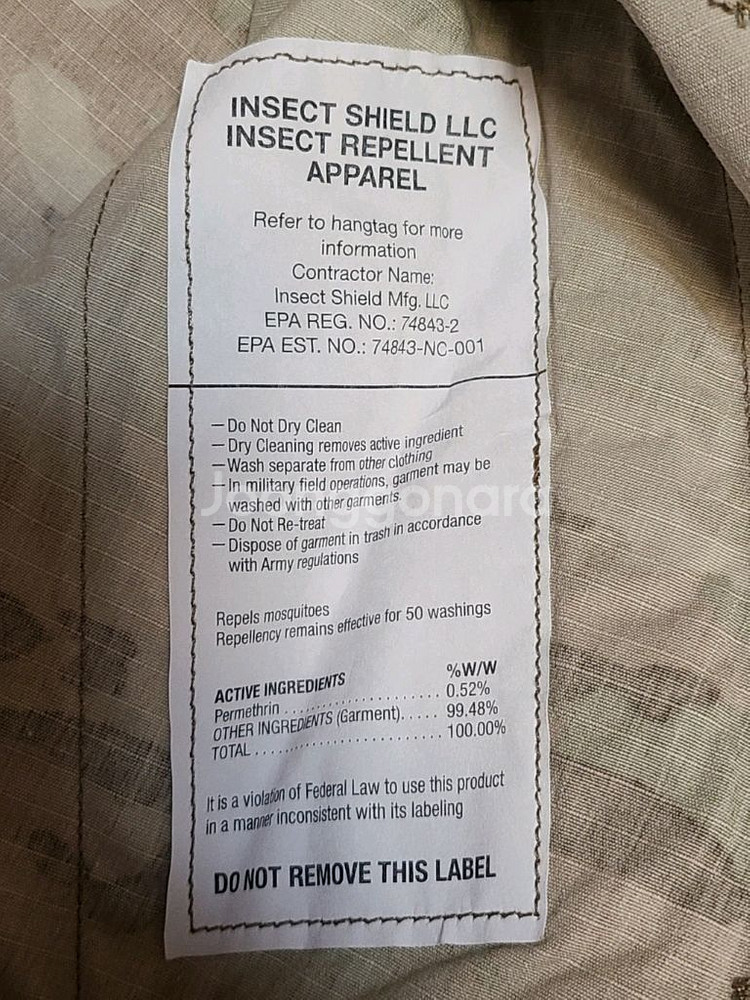 INSECT SHIELD LLC
INSECT REPELLENT
APPAREL
Refer to hangtag for more
information
Contractor Name:
Insect Shield Mfg. LLC
EPA REG. NO.: 74843-2
EPA EST. NO.: 74843-NC-001
— Do Not Dry Clean
— Dry Cleaning removes active ingredient
— Wash separate from other clothing
— In military field operations, garment may be
washed with other garments.
— Do Not Re-treat
— Dispose of garment in trash in accordance
with Army regulations
Repels mosquitoes
Repellency remains effective for 50 washings
ACTIVE INGREDIENTS %W/W
Permethrin . . . . . . . . . . . . . . . . . . . . . . 0.52%
OTHER INGREDIENTS (Garment). . . . . 99.48%
TOTAL . . . . . . . . . . . . . . . . . . . . . . . . . . 100.00%
It is a violation of Federal Law to use this product
in a manner inconsistent with its labeling
DO NOT REMOVE THIS LABEL